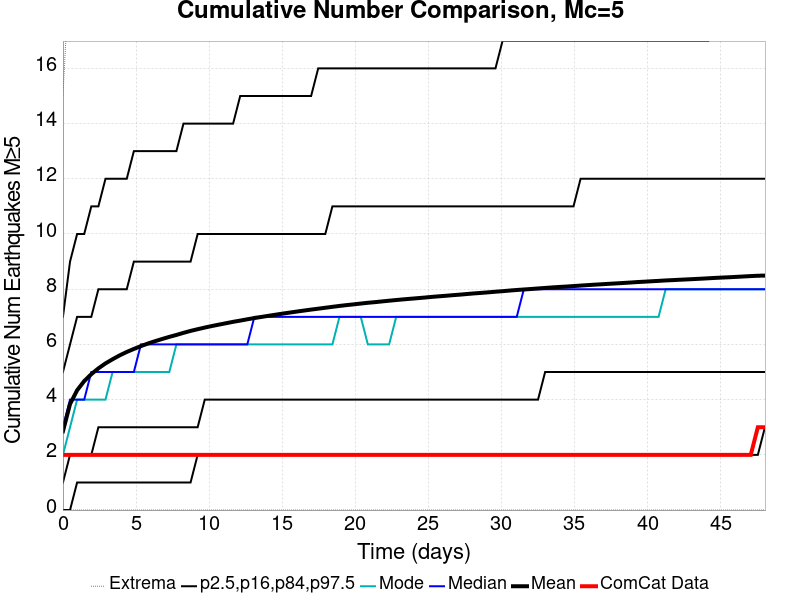 Cumulative Number Comparison, Mc=5
Cumulative Num Earthquakes M≥5
16
14
12
10
8
6
4
2
0
0 5 10 15 20 25 30 35 40 45
Time (days)
Extrema p2.5,p16,p84,p97.5 Mode Median Mean ComCat Data